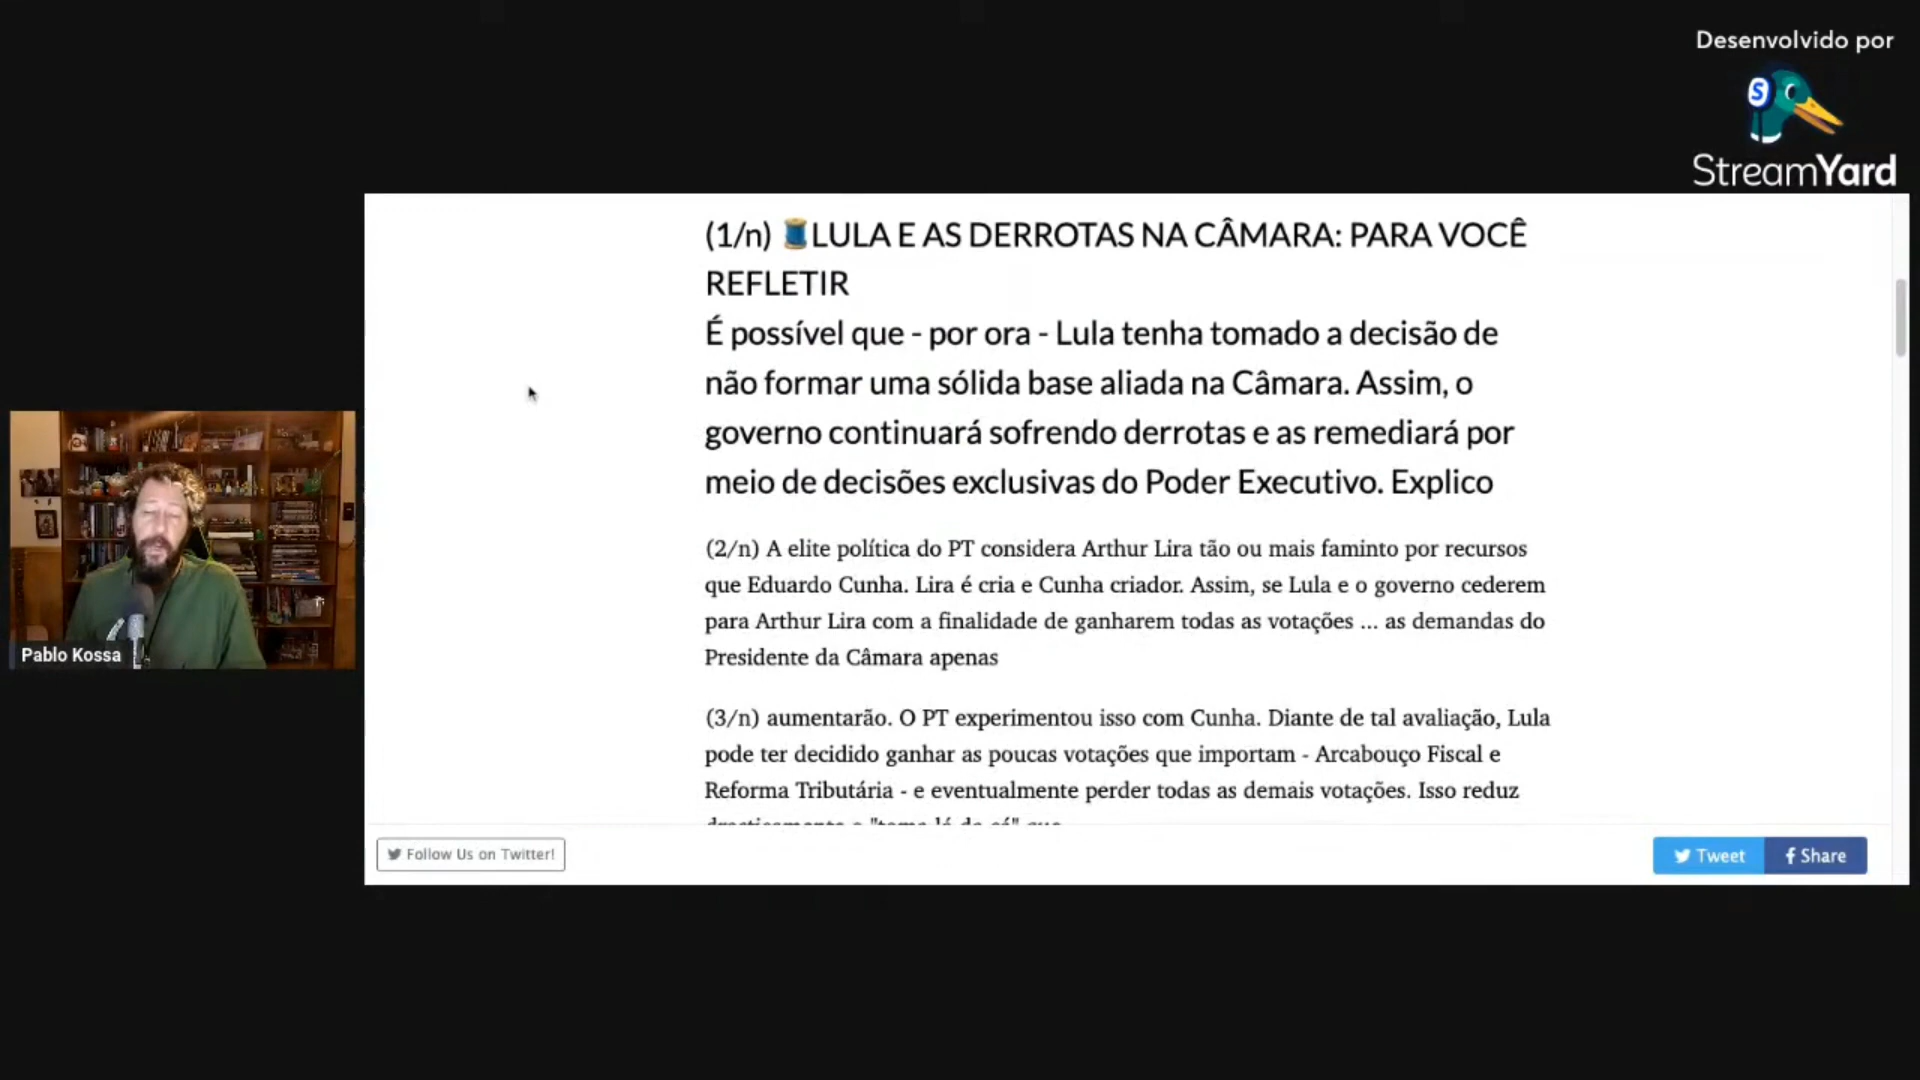 Desenvolvido por
StreamYard
(1/n) 🧵LULA E AS DERROTAS NA CÂMARA: PARA VOCÊ
REFLETIR
É possível que - por ora - Lula tenha tomado a decisão de
não formar uma sólida base aliada na Câmara. Assim, o
governo continuará sofrendo derrotas e as remediará por
meio de decisões exclusivas do Poder Executivo. Explico
(2/n) A elite política do PT considera Arthur Lira tão ou mais faminto por recursos
que Eduardo Cunha. Lira é cria e Cunha criador. Assim, se Lula e o governo cederem
para Arthur Lira com a finalidade de ganharem todas as votações ... as demandas do
Presidente da Câmara apenas
(3/n) aumentarão. O PT experimentou isso com Cunha. Diante de tal avaliação, Lula
pode ter decidido ganhar as poucas votações que importam - Arcabouço Fiscal e
Reforma Tributária - e eventualmente perder todas as demais votações. Isso reduz
Pablo Kossa
Follow Us on Twitter!
Tweet
Share